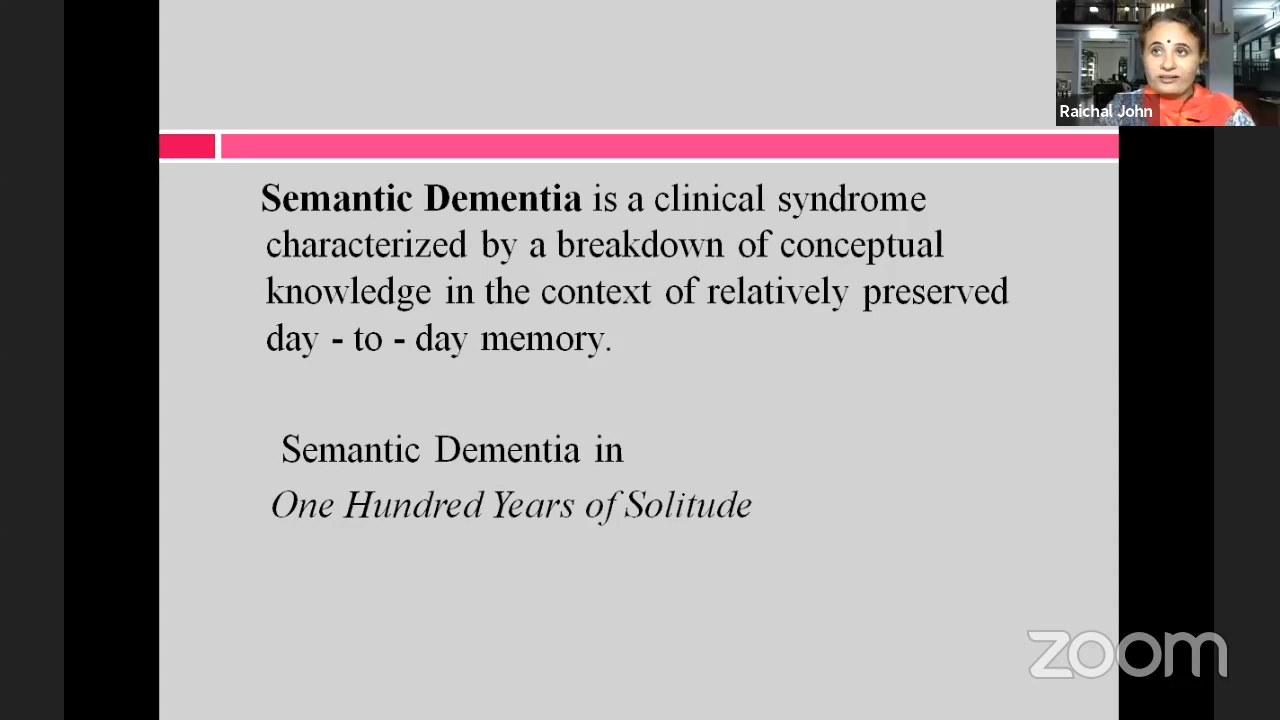 Raichal John
Semantic Dementia is a clinical syndrome
characterized by a breakdown of conceptual
knowledge in the context of relatively preserved
day - to - day memory.
Semantic Dementia in
One Hundred Years of Solitude
zoom